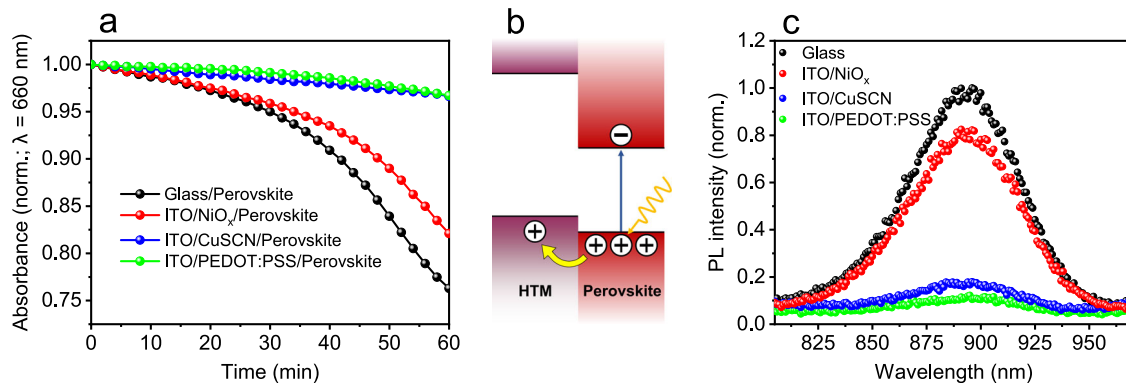 a
Absorbance (norm.; λ = 660 nm)
1.00
0.95
0.90
0.85
0.80
0.75
Glass/Perovskite
ITO/NiOₓ/Perovskite
ITO/CuSCN/Perovskite
ITO/PEDOT:PSS/Perovskite
0 10 20 30 40 50 60
Time (min)
b
−
+
+ + +
HTM Perovskite
c
PL intensity (norm.)
1.2
1.0
0.8
0.6
0.4
0.2
0.0
Glass
ITO/NiOₓ
ITO/CuSCN
ITO/PEDOT:PSS
825 850 875 900 925 950
Wavelength (nm)